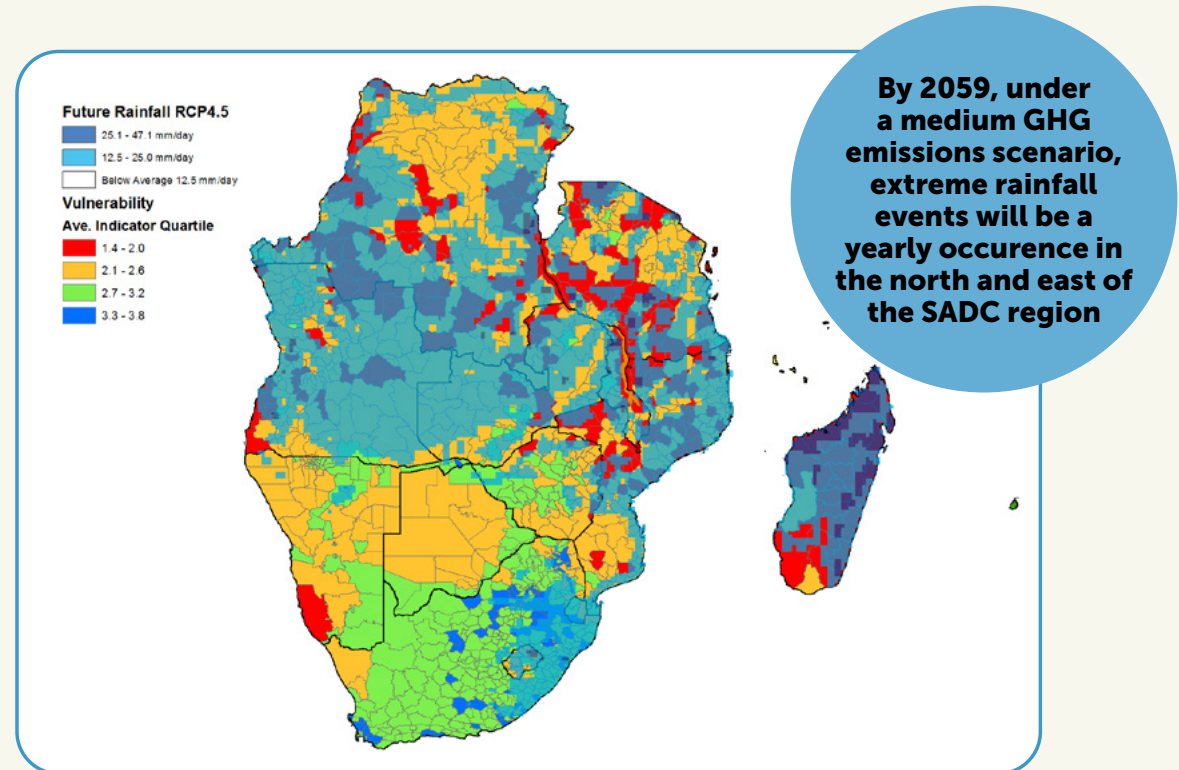 Future Rainfall RCP4.5
25.1 - 47.1 mm/day
12.5 - 25.0 mm/day
Below Average 12.5 mm/day
Vulnerability
Ave. Indicator Quartile
1.4 - 2.0
2.1 - 2.6
2.7 - 3.2
3.3 - 3.8
By 2059, under
a medium GHG
emissions scenario,
extreme rainfall
events will be a
yearly occurence in
the north and east of
the SADC region